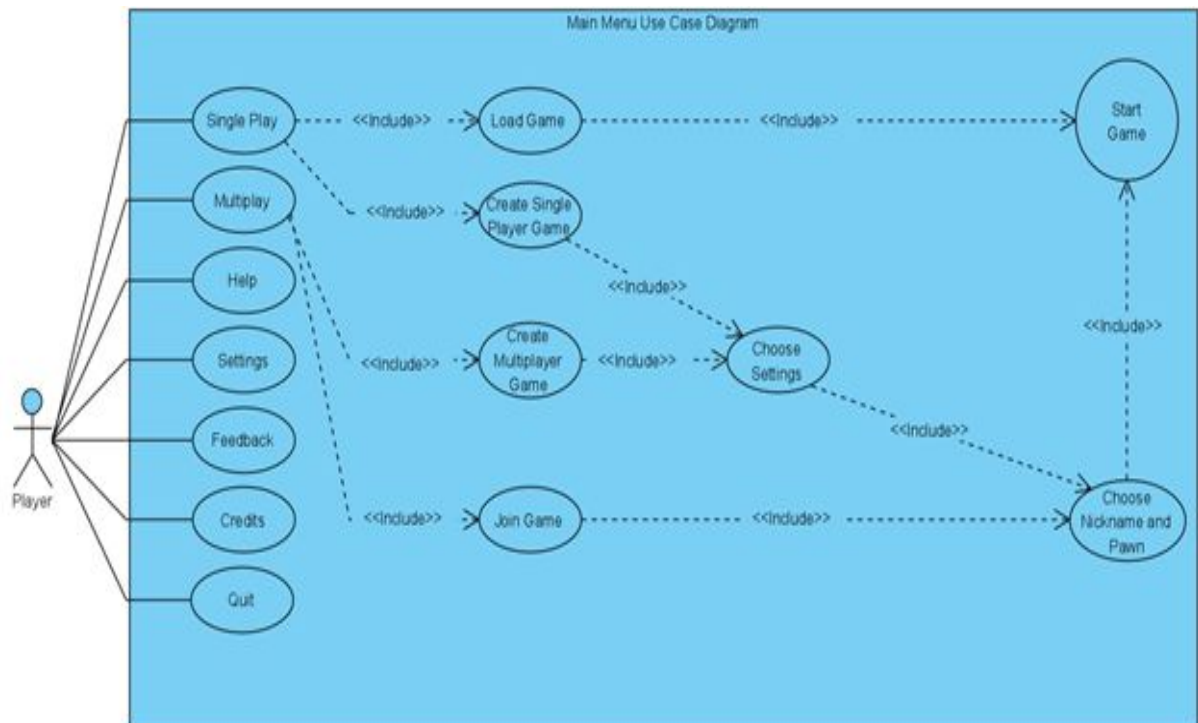 Main Menu Use Case Diagram
Single Play
<<Include>>
Load Game
<<Include>>
Start
Game
Multiplay
<<Include>>
Create Single
Player Game
Help
<<Include>>
<<Include>>
Settings
<<Include>>
Create
Multiplayer
Game
<<Include>>
Choose
Settings
Feedback
<<Include>>
Player
Credits
<<Include>>
Join Game
<<Include>>
Choose
Nickname and
Pawn
Quit